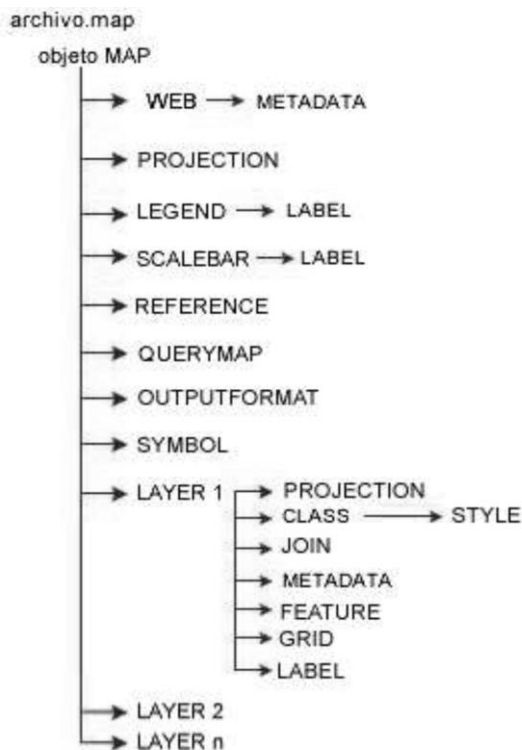 archivo.map
objeto MAP
WEB METADATA
PROJECTION
LEGEND LABEL
SCALEBAR LABEL
REFERENCE
QUERYMAP
OUTPUTFORMAT
SYMBOL
LAYER 1
PROJECTION
CLASS STYLE
JOIN
METADATA
FEATURE
GRID
LABEL
LAYER 2
LAYER n